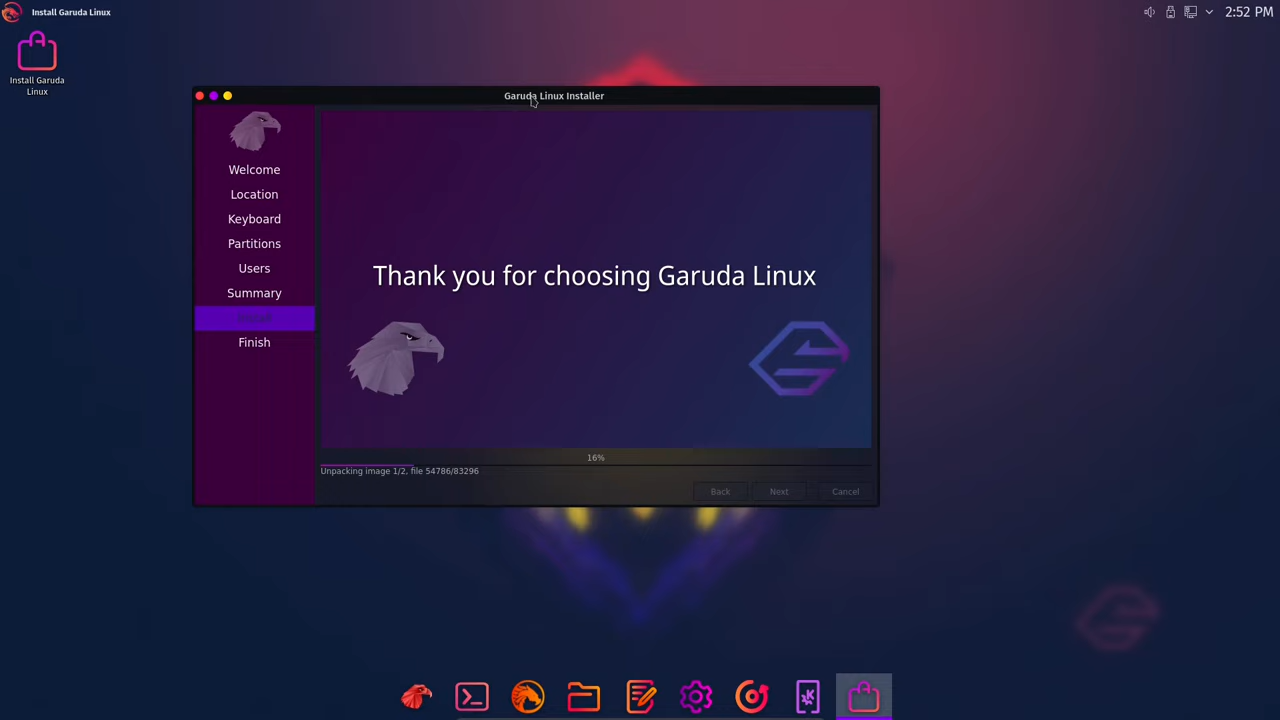 Install Garuda Linux
2:52 PM
Install Garuda
Linux
Garuda Linux Installer
Welcome
Location
Keyboard
Partitions
Users
Summary
Install
Finish
Thank you for choosing Garuda Linux
16%
Unpacking image 1/2, file 54786/83296
Back
Next
Cancel